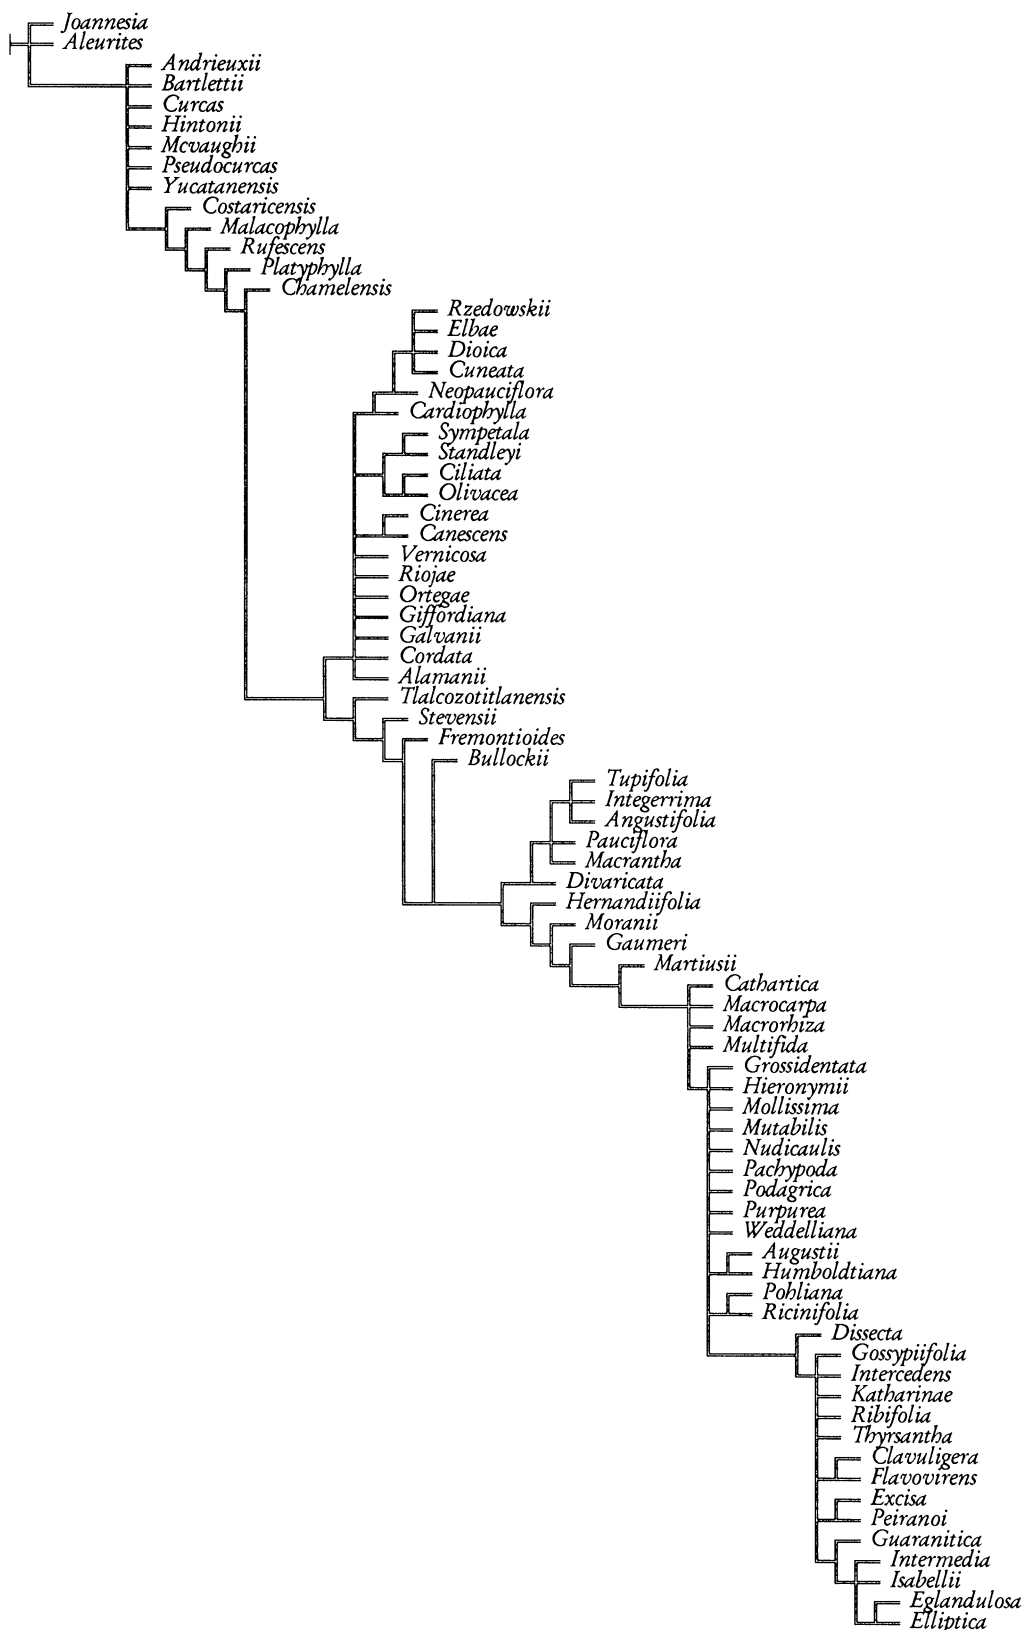 Joannesia
Aleurites
Andrieuxii
Bartlettii
Curcas
Hintonii
Mcvaughii
Pseudocurcas
Yucatanensis
Costaricensis
Malacophylla
Rufescens
Platyphylla
Chamelensis
Rzedowskii
Elbae
Dioica
Cuneata
Neopauciflora
Cardiophylla
Sympetala
Standleyi
Ciliata
Olivacea
Cinerea
Canescens
Vernicosa
Riojae
Ortegae
Giffordiana
Galvanii
Cordata
Alamanii
Tlalcozotitlanensis
Stevensii
Fremontioides
Bullockii
Tupifolia
Integerrima
Angustifolia
Pauciflora
Macrantha
Divaricata
Hernandiifolia
Moranii
Gaumeri
Martiusii
Cathartica
Macrocarpa
Macrorhiza
Multifida
Grossidentata
Hieronymii
Mollissima
Mutabilis
Nudicaulis
Pachypoda
Podagrica
Purpurea
Weddelliana
Augustii
Humboldtiana
Pohliana
Ricinifolia
Dissecta
Gossypiifolia
Intercedens
Katharinae
Ribifolia
Thyrsantha
Clavuligera
Flavovirens
Excisa
Peiranoi
Guaranitica
Intermedia
Isabellii
Eglandulosa
Elliptica